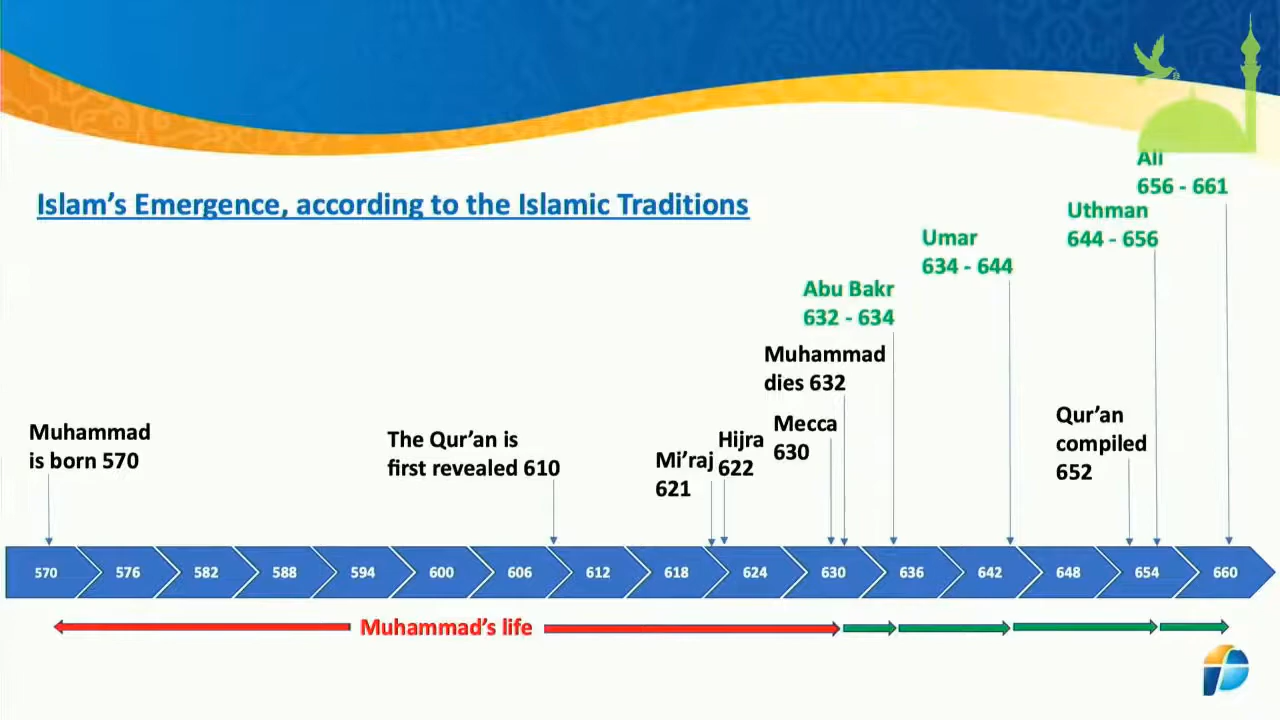 Islam's Emergence, according to the Islamic Traditions
Ali
656 - 661
Uthman
644 - 656
Umar
634 - 644
Abu Bakr
632 - 634
Muhammad
dies 632
Muhammad
is born 570
The Qur'an is
first revealed 610
Mi'raj
621
Hijra
622
Mecca
630
Qur'an
compiled
652
570 576 582 588 594 600 606 612 618 624 630 636 642 648 654 660
Muhammad's life